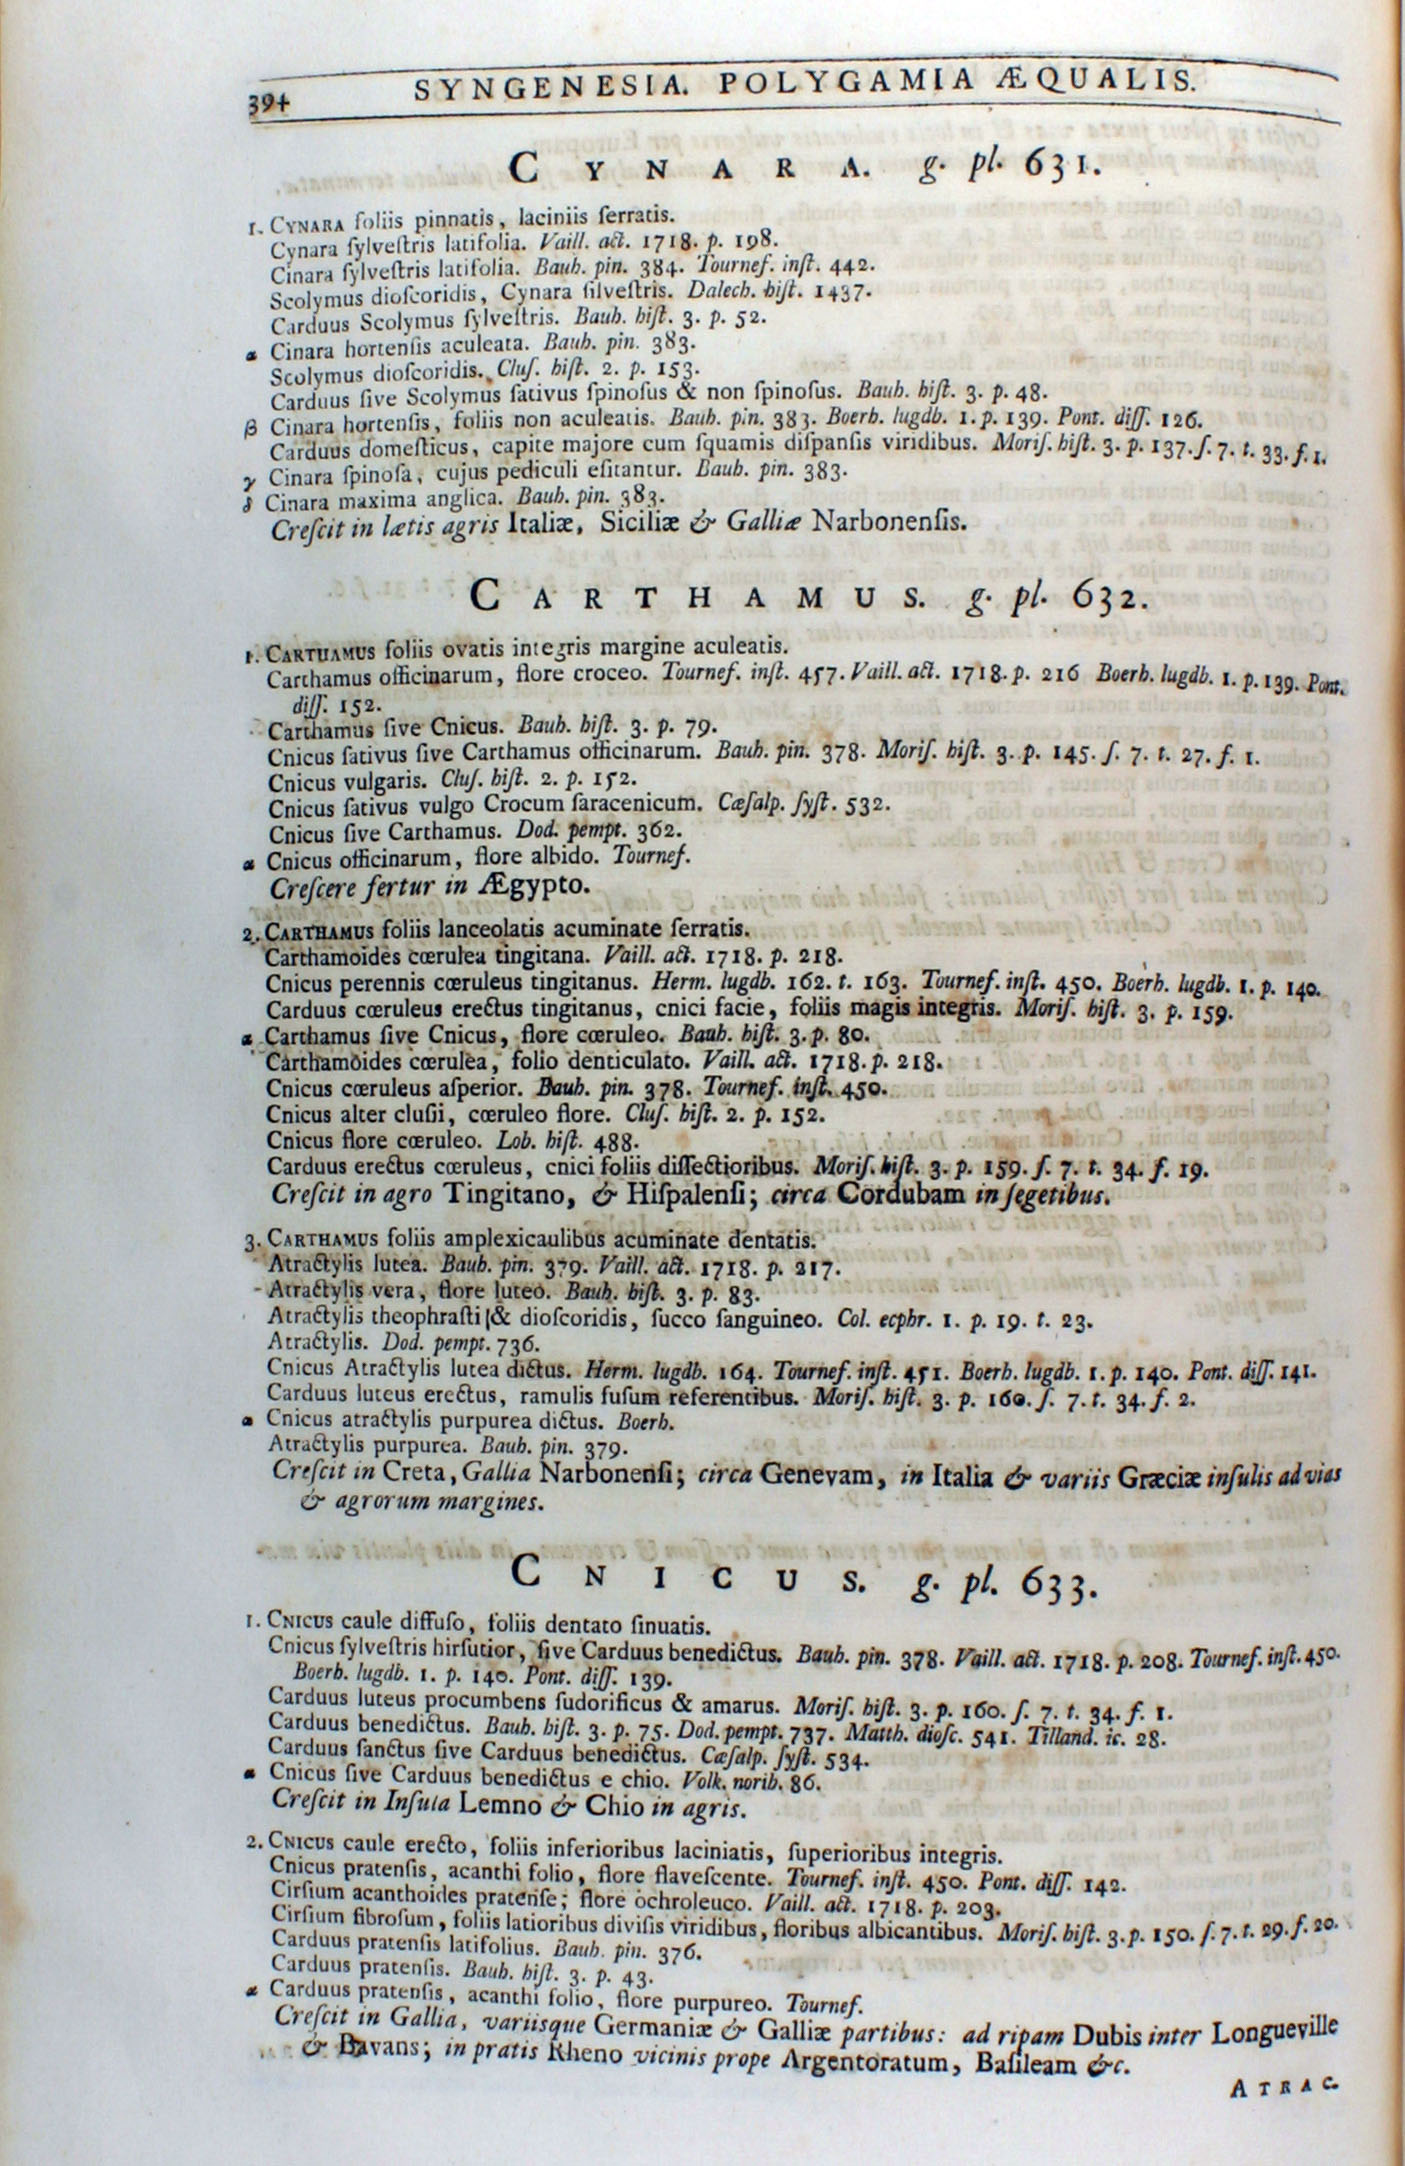 394 SYNGENESIA. POLYGAMIA ÆQUALIS.
CYNARA. g. pl. 631.
1. CYNARA foliis pinnatis, laciniis ſerratis.
Cynara ſylveſtris latifolia. Vaill. act. 1718. p. 198.
Cinara ſylveſtris latifolia. Bauh. pin. 384. Tournef. inſt. 442.
Scolymus dioſcoridis, Cynara ſilveſtris. Dalech. hiſt. 1437.
Carduus Scolymus ſylveſtris. Bauh. hiſt. 3. p. 52.
α Cinara hortenſis aculeata. Bauh. pin. 383.
Scolymus dioſcoridis. Cluſ. hiſt. 2. p. 153.
Carduus ſive Scolymus ſativus ſpinoſus & non ſpinoſus. Bauh. hiſt. 3. p. 48.
β Cinara hortenſis, foliis non aculeatis. Bauh. pin. 383. Boerh. lugdb. 1. p. 139. Pont. diſſ. 126.
Carduus domeſticus, capite majore cum ſquamis diſpanſis viridibus. Moriſ. hiſt. 3. p. 137. ſ. 7. t. 33. f. 1.
γ Cinara ſpinoſa, cujus pediculi eſitantur. Bauh. pin. 383.
δ Cinara maxima anglica. Bauh. pin. 383.
Creſcit in lætis agris Italiæ, Siciliæ & Galliæ Narbonenſis.
CARTHAMUS. g. pl. 632.
1. CARTHAMUS foliis ovatis integris margine aculeatis.
Carthamus officinarum, flore croceo. Tournef. inſt. 457. Vaill. act. 1718. p. 216 Boerh. lugdb. 1. p. 139. Pont.
diſſ. 152.
Carthamus ſive Cnicus. Bauh. hiſt. 3. p. 79.
Cnicus ſativus ſive Carthamus officinarum. Bauh. pin. 378. Moriſ. hiſt. 3. p. 145. ſ. 7. t. 27. f. 1.
Cnicus vulgaris. Cluſ. hiſt. 2. p. 152.
Cnicus ſativus vulgo Crocum ſaracenicum. Cæſalp. ſyſt. 532.
Cnicus ſive Carthamus. Dod. pempt. 362.
α Cnicus officinarum, flore albido. Tournef.
Creſcere fertur in Ægypto.
2. CARTHAMUS foliis lanceolatis acuminate ſerratis.
Carthamoides cœrulea tingitana. Vaill. act. 1718. p. 218.
Cnicus perennis cœruleus tingitanus. Herm. lugdb. 162. t. 163. Tournef. inſt. 450. Boerh. lugdb. 1. p. 140.
Carduus cœruleus erectus tingitanus, cnici facie, foliis magis integris. Moriſ. hiſt. 3. p. 159.
α Carthamus ſive Cnicus, flore cœruleo. Bauh. hiſt. 3. p. 80.
Carthamoides cœrulea, folio denticulato. Vaill. act. 1718. p. 218.
Cnicus cœruleus aſperior. Bauh. pin. 378. Tournef. inſt. 450.
Cnicus alter cluſii, cœruleo flore. Cluſ. hiſt. 2. p. 152.
Cnicus flore cœruleo. Lob. hiſt. 488.
Carduus erectus cœruleus, cnici foliis diſſectioribus. Moriſ. hiſt. 3. p. 159. ſ. 7. t. 34. f. 19.
Creſcit in agro Tingitano, & Hiſpalenſi; circa Cordubam in ſegetibus.
3. CARTHAMUS foliis amplexicaulibus acuminate dentatis.
Atractylis lutea. Bauh. pin. 379. Vaill. act. 1718. p. 217.
Atractylis vera, flore luteo. Bauh. hiſt. 3. p. 83.
Atractylis theophraſti & dioſcoridis, ſucco ſanguineo. Col. ecphr. 1. p. 19. t. 23.
Atractylis. Dod. pempt. 736.
Cnicus Atractylis lutea dictus. Herm. lugdb. 164. Tournef. inſt. 451. Boerh. lugdb. 1. p. 140. Pont. diſſ. 141.
Carduus luteus erectus, ramulis fuſum referentibus. Moriſ. hiſt. 3. p. 160. ſ. 7. t. 34. f. 2.
α Cnicus atractylis purpurea dictus. Boerh.
Atractylis purpurea. Bauh. pin. 379.
Creſcit in Creta, Gallia Narbonenſi; circa Genevam, in Italia & variis Græciæ inſulis ad vias
& agrorum margines.
CNICUS. g. pl. 633.
1. CNICUS caule diffuſo, foliis dentato ſinuatis.
Cnicus ſylveſtris hirſutior, ſive Carduus benedictus. Bauh. pin. 378. Vaill. act. 1718. p. 208. Tournef. inſt. 450.
Boerh. lugdb. 1. p. 140. Pont. diſſ. 139.
Carduus luteus procumbens ſudorificus & amarus. Moriſ. hiſt. 3. p. 160. ſ. 7. t. 34. f. 1.
Carduus benedictus. Bauh. hiſt. 3. p. 75. Dod. pempt. 737. Matth. dioſc. 541. Tilland. ic. 28.
Carduus ſanctus ſive Carduus benedictus. Cæſalp. ſyſt. 534.
α Cnicus ſive Carduus benedictus e chio. Volk. norib. 86.
Creſcit in Inſula Lemno & Chio in agris.
2. CNICUS caule erecto, foliis inferioribus laciniatis, ſuperioribus integris.
Cnicus pratenſis, acanthi folio, flore flaveſcente. Tournef. inſt. 450. Pont. diſſ. 142.
Cirſium acanthoides pratenſe; flore ochroleuco. Vaill. act. 1718. p. 203.
Cirſium fibroſum, foliis latioribus diviſis viridibus, floribus albicantibus. Moriſ. hiſt. 3. p. 150. ſ. 7. t. 29. f. 20.
Carduus pratenſis latifolius. Bauh. pin. 376.
Carduus pratenſis. Bauh. hiſt. 3. p. 43.
α Carduus pratenſis, acanthi folio, flore purpureo. Tournef.
Creſcit in Gallia, variisque Germaniæ & Galliæ partibus: ad ripam Dubis inter Longueville
& Bavans; in pratis Rheno vicinis prope Argentoratum, Baſileam &c.
ATRAC.